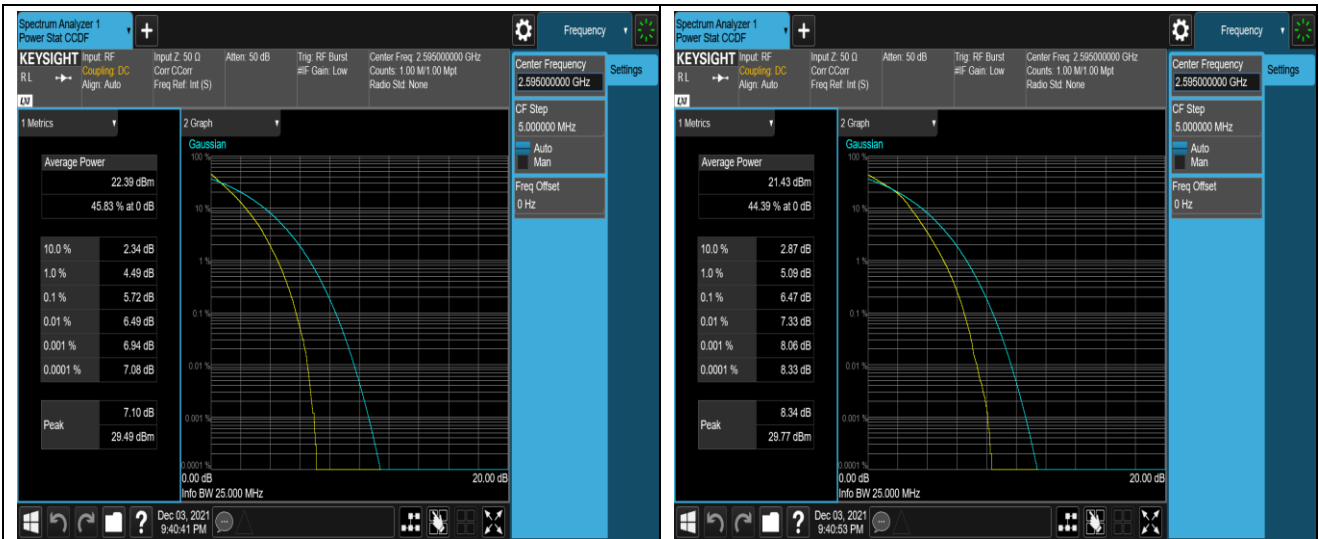 Spectrum Analyzer 1
Power Stat CCDF
Frequency
KEYSIGHT Input: RF Input Z: 50 Ω Atten: 50 dB Trig: RF Burst Center Freq: 2.595000000 GHz
R L Coupling: DC Corr CCorr #IF Gain: Low Counts: 1.00 M/1.00 Mpt
Align: Auto Freq Ref: Int (S) Radio Std: None
LXI
Center Frequency
2.595000000 GHz
Settings
CF Step
5.000000 MHz
Auto
Man
Freq Offset
0 Hz
1 Metrics
2 Graph
Gaussian
Average Power
22.39 dBm
45.83 % at 0 dB
10.0 % 2.34 dB
1.0 % 4.49 dB
0.1 % 5.72 dB
0.01 % 6.49 dB
0.001 % 6.94 dB
0.0001 % 7.08 dB
Peak
7.10 dB
29.49 dBm
100 %
10 %
1 %
0.1 %
0.01 %
0.001 %
0.0001 %
0.00 dB 20.00 dB
Info BW 25.000 MHz
Dec 03, 2021
9:40:41 PM
Spectrum Analyzer 1
Power Stat CCDF
Frequency
KEYSIGHT Input: RF Input Z: 50 Ω Atten: 50 dB Trig: RF Burst Center Freq: 2.595000000 GHz
R L Coupling: DC Corr CCorr #IF Gain: Low Counts: 1.00 M/1.00 Mpt
Align: Auto Freq Ref: Int (S) Radio Std: None
LXI
Center Frequency
2.595000000 GHz
Settings
CF Step
5.000000 MHz
Auto
Man
Freq Offset
0 Hz
1 Metrics
2 Graph
Gaussian
Average Power
21.43 dBm
44.39 % at 0 dB
10.0 % 2.87 dB
1.0 % 5.09 dB
0.1 % 6.47 dB
0.01 % 7.33 dB
0.001 % 8.06 dB
0.0001 % 8.33 dB
Peak
8.34 dB
29.77 dBm
100 %
10 %
1 %
0.1 %
0.01 %
0.001 %
0.0001 %
0.00 dB 20.00 dB
Info BW 25.000 MHz
Dec 03, 2021
9:40:53 PM